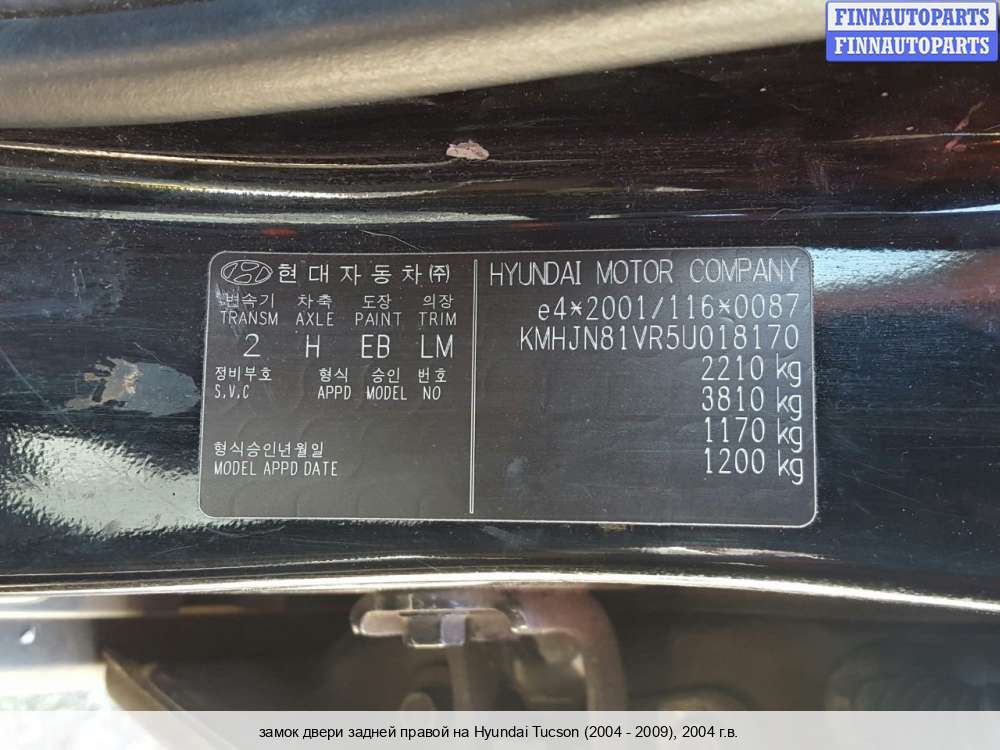 FINNAUTOPARTS
FINNAUTOPARTS
현대자동차㈜
변속기 차축 도장 의장
TRANSM AXLE PAINT TRIM
2 H EB LM
정비부호 형식 승인 번호
S.V.C APPD MODEL NO
형식승인년월일
MODEL APPD DATE
HYUNDAI MOTOR COMPANY
e4*2001/116*0087
KMHJN81VR5U018170
2210 kg
3810 kg
1170 kg
1200 kg
замок двери задней правой на Hyundai Tucson (2004 - 2009), 2004 г.в.